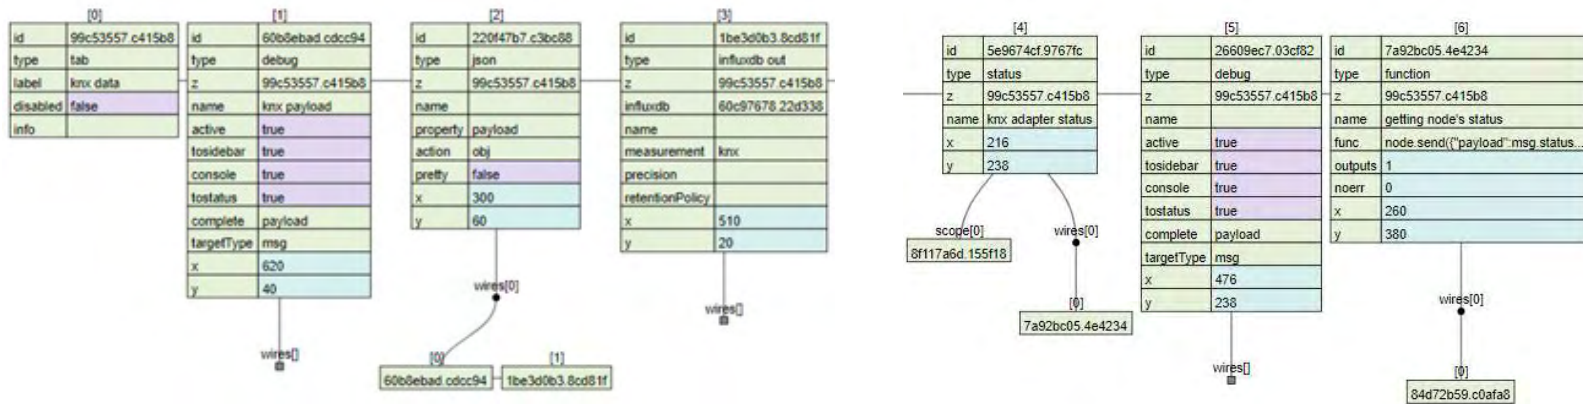 [0]
id 99c53557.c415b8
type tab
label knx data
disabled false
info
[1]
id 60b8ebad.cdcc94
type debug
z 99c53557.c415b8
name knx payload
active true
tosidebar true
console true
tostatus true
complete payload
targetType msg
x 620
y 40
wires[]
[2]
id 220f47b7.c3bc88
type json
z 99c53557.c415b8
name
property payload
action obj
pretty false
x 300
y 60
wires[0]
[0]
60b8ebad.cdcc94
[1]
1be3d0b3.8cd81f
[3]
id 1be3d0b3.8cd81f
type influxdb out
z 99c53557.c415b8
influxdb 60c97678.22d338
name
measurement knx
precision
retentionPolicy
x 510
y 20
wires[]
[4]
id 5e9674cf.9767fc
type status
z 99c53557.c415b8
name knx adapter status
x 216
y 238
scope[0]
8f117a6d.155f18
wires[0]
[0]
7a92bc05.4e4234
[5]
id 26609ec7.03cf82
type debug
z 99c53557.c415b8
name
active true
tosidebar true
console true
tostatus true
complete payload
targetType msg
x 476
y 238
wires[]
[6]
id 7a92bc05.4e4234
type function
z 99c53557.c415b8
name getting node's status
func node.send({"payload":msg.status...
outputs 1
noerr 0
x 260
y 380
wires[0]
[0]
84d72b59.c0afa8